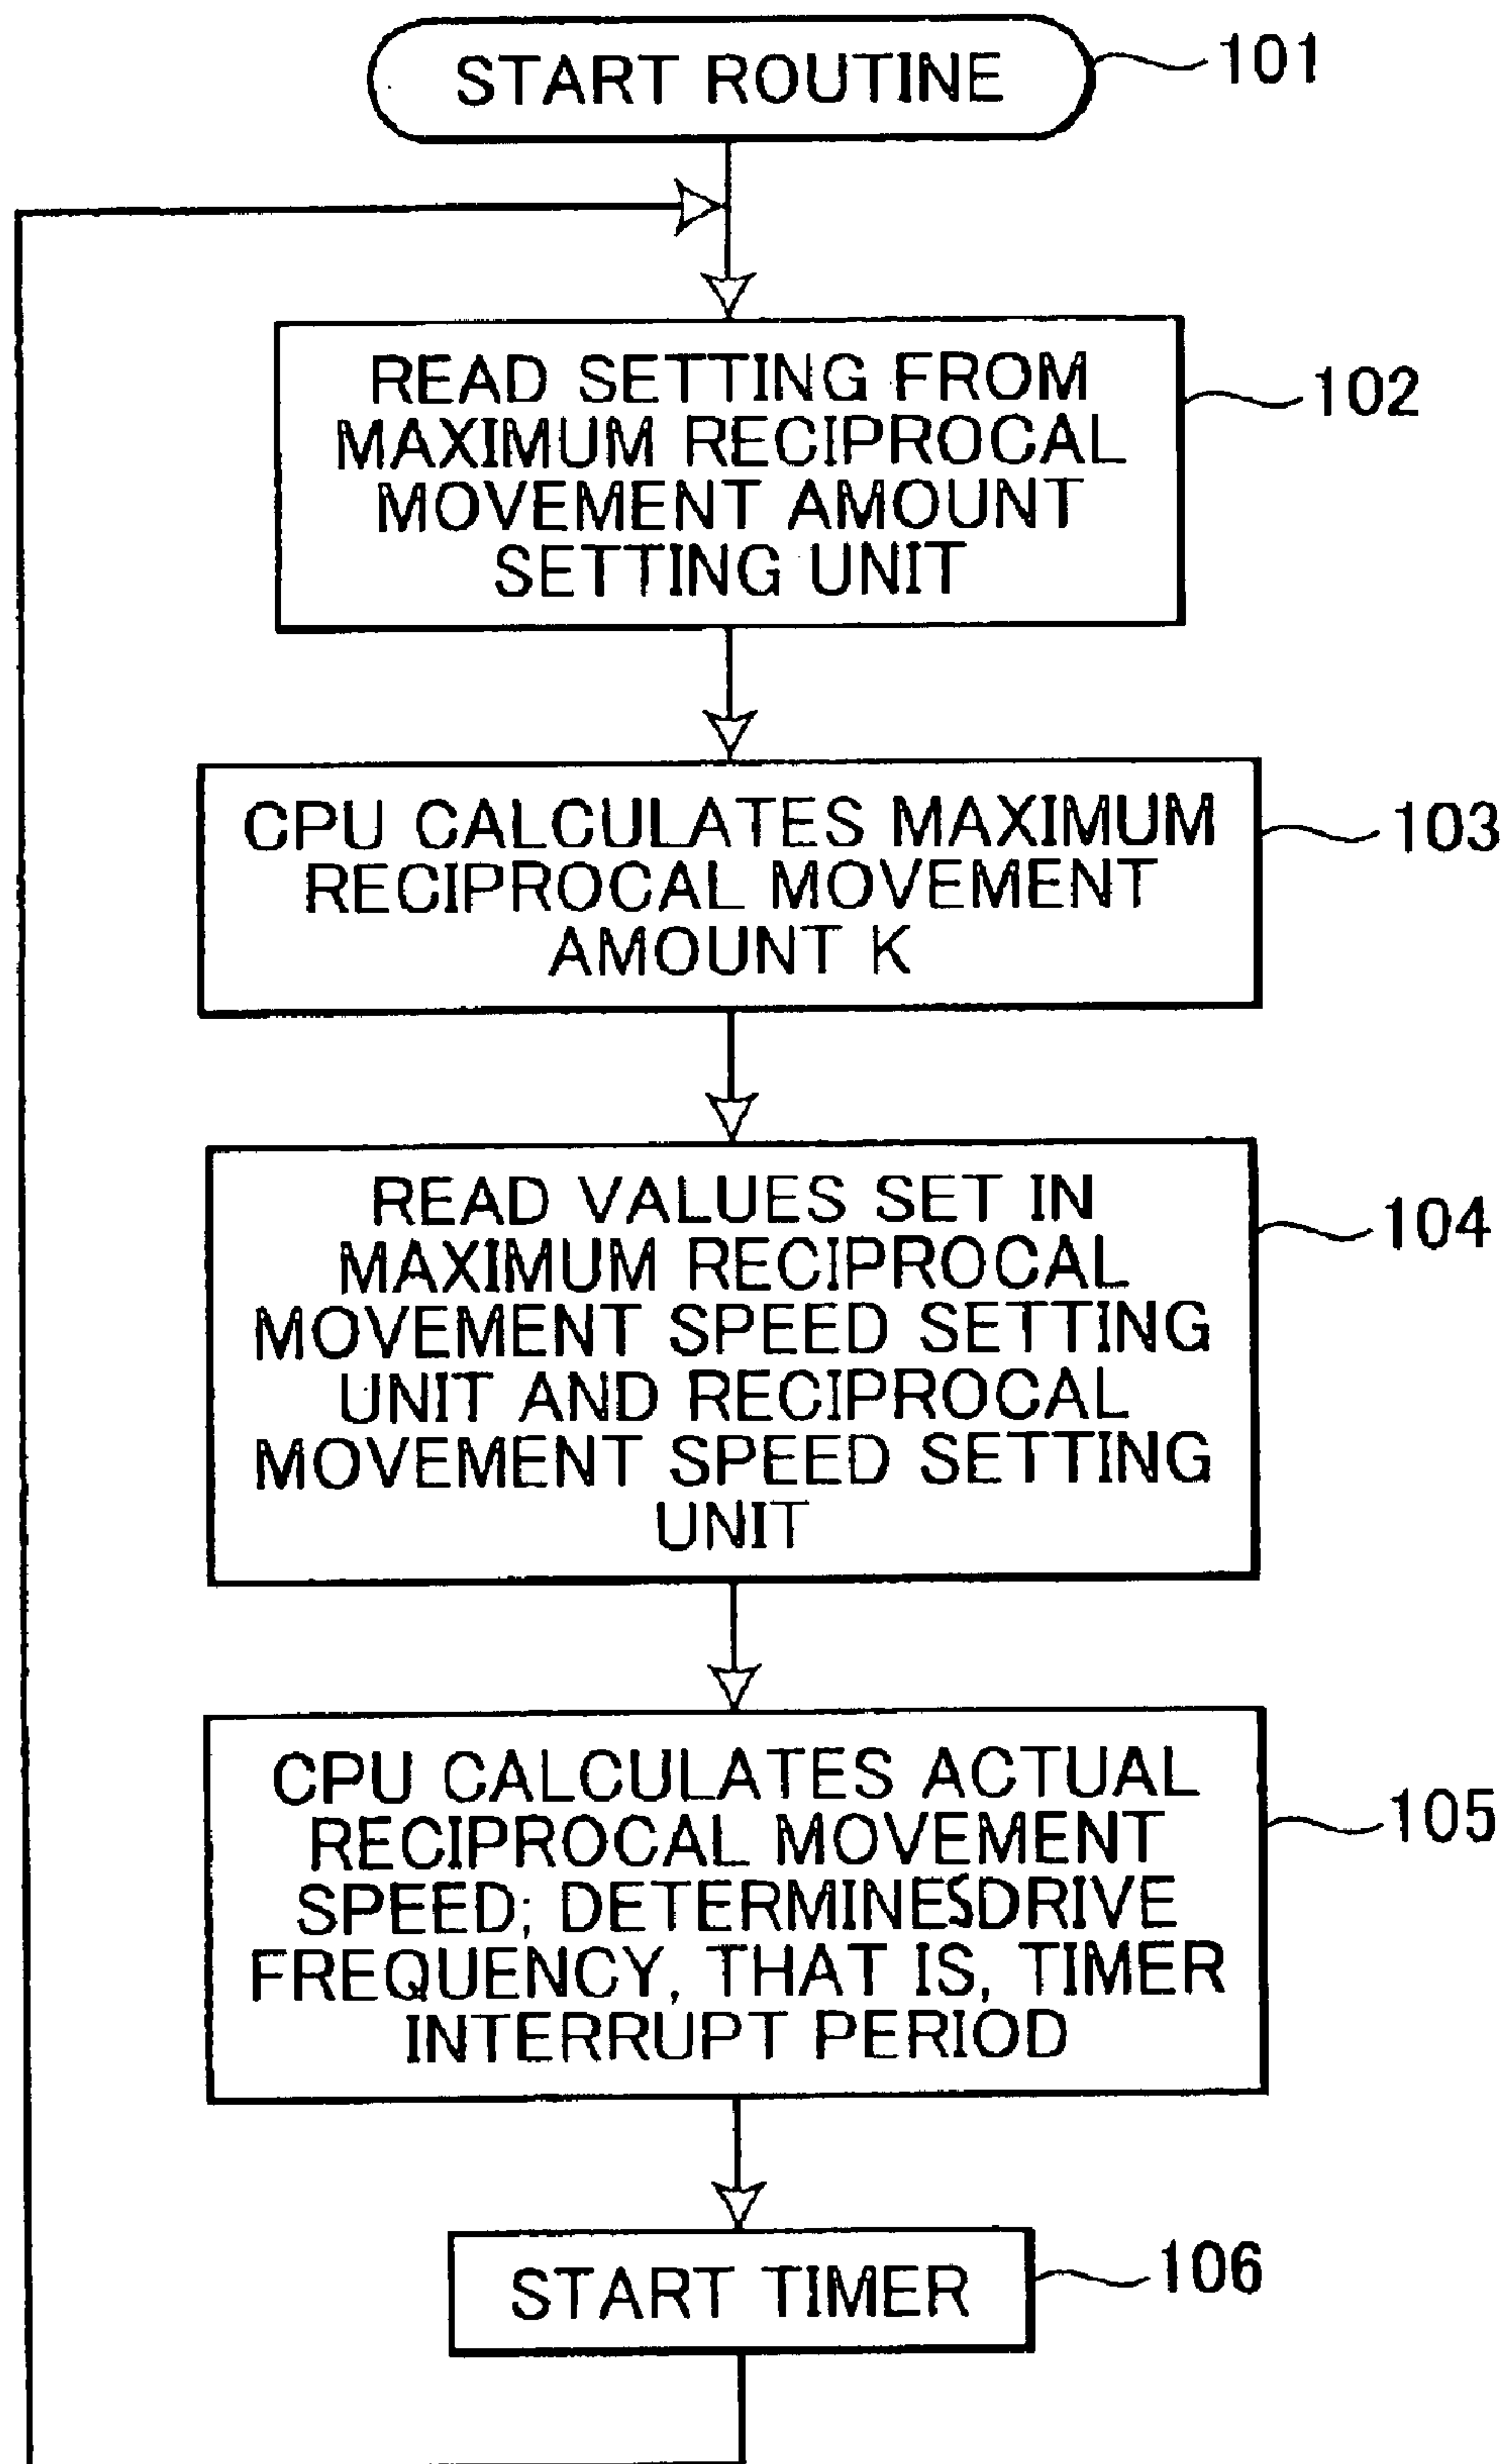 START ROUTINE
101
READ SETTING FROM
MAXIMUM RECIPROCAL
MOVEMENT AMOUNT
SETTING UNIT
102
CPU CALCULATES MAXIMUM
RECIPROCAL MOVEMENT
AMOUNT K
103
READ VALUES SET IN
MAXIMUM RECIPROCAL
MOVEMENT SPEED SETTING
UNIT AND RECIPROCAL
MOVEMENT SPEED SETTING
UNIT
104
CPU CALCULATES ACTUAL
RECIPROCAL MOVEMENT
SPEED; DETERMINESDRIVE
FREQUENCY, THAT IS, TIMER
INTERRUPT PERIOD
105
START TIMER
106